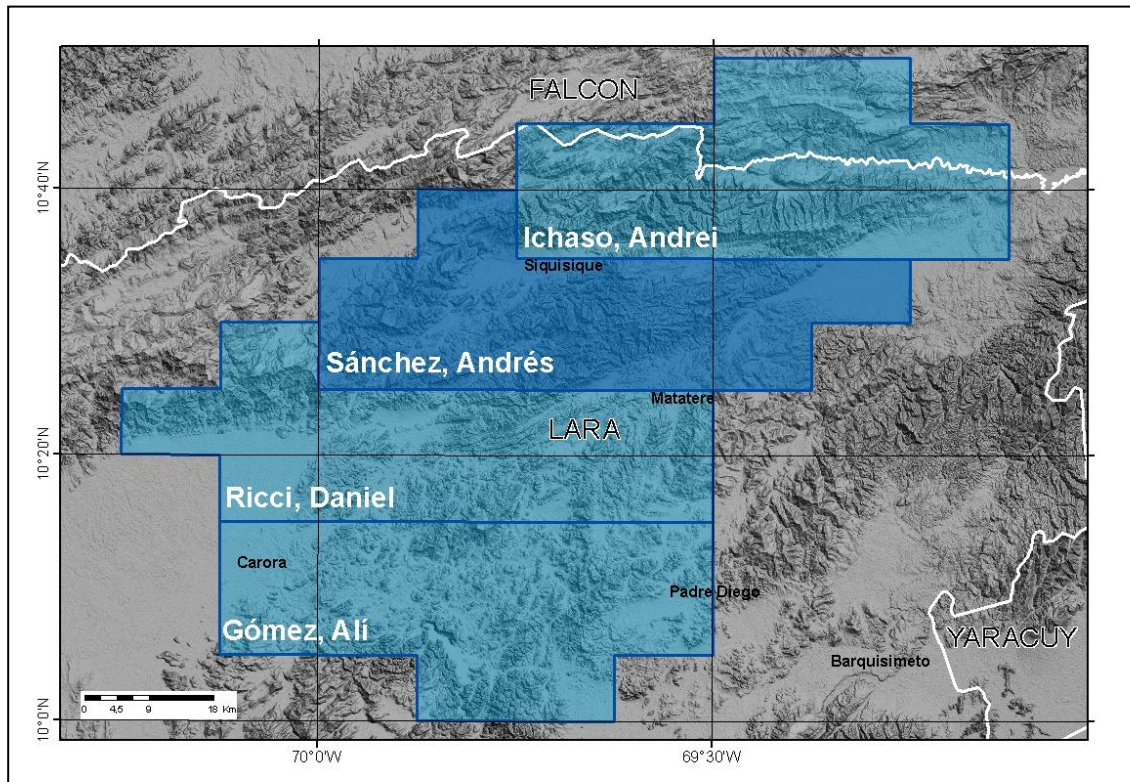 FALCON
10°40'N
Ichaso, Andrei
Siquisique
Sánchez, Andrés
Matatere
LARA
10°20'N
Ricci, Daniel
Carora
Padre Diego
Gómez, Alí
YARACUY
Barquisimeto
0 4,5 9 18 Km
10°0'N
70°0'W
69°30'W